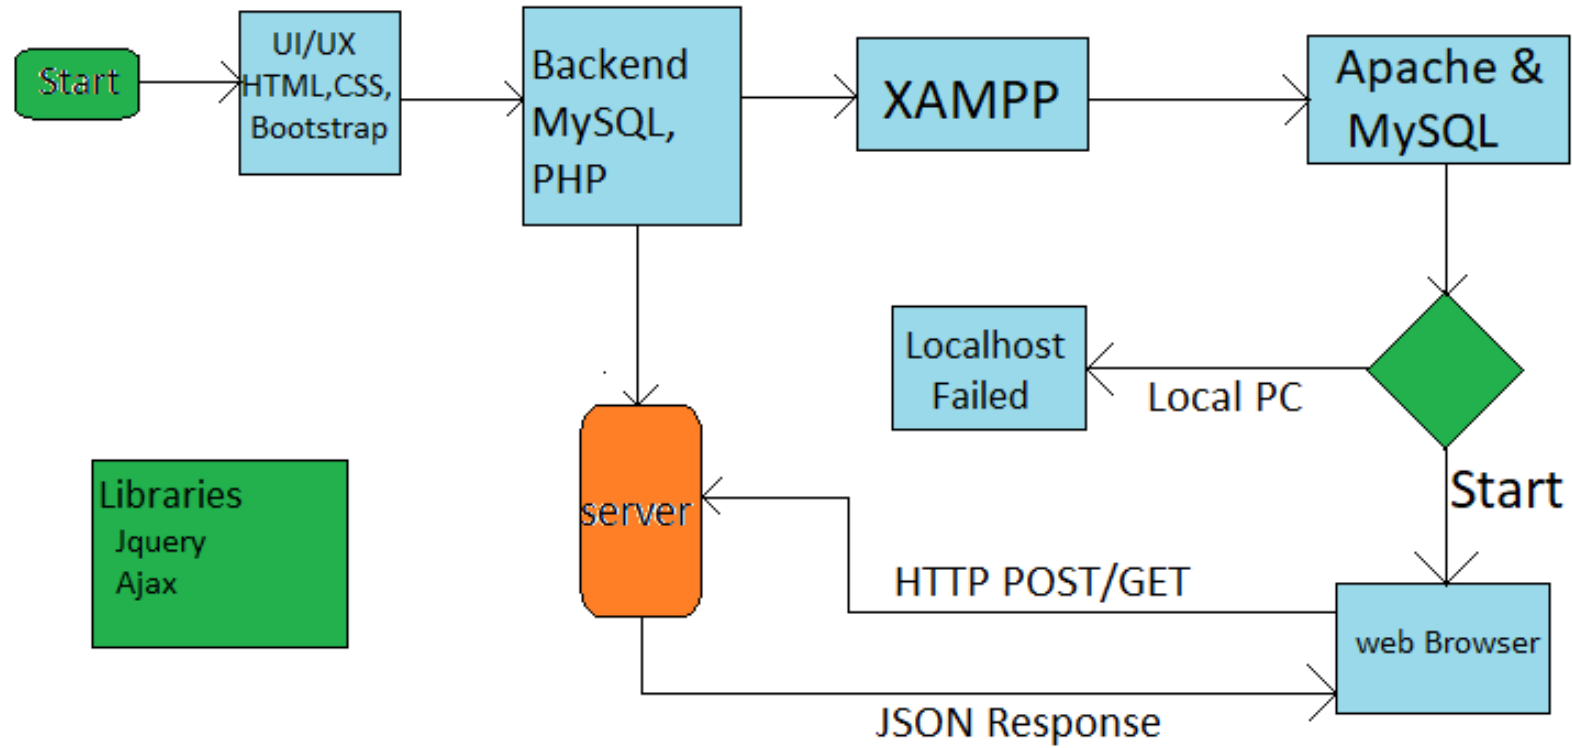 Start
UI/UX
HTML,CSS,
Bootstrap
Backend
MySQL,
PHP
XAMPP
Apache &
MySQL
Localhost
Failed
Local PC
Start
Libraries
Jquery
Ajax
server
HTTP POST/GET
web Browser
JSON Response